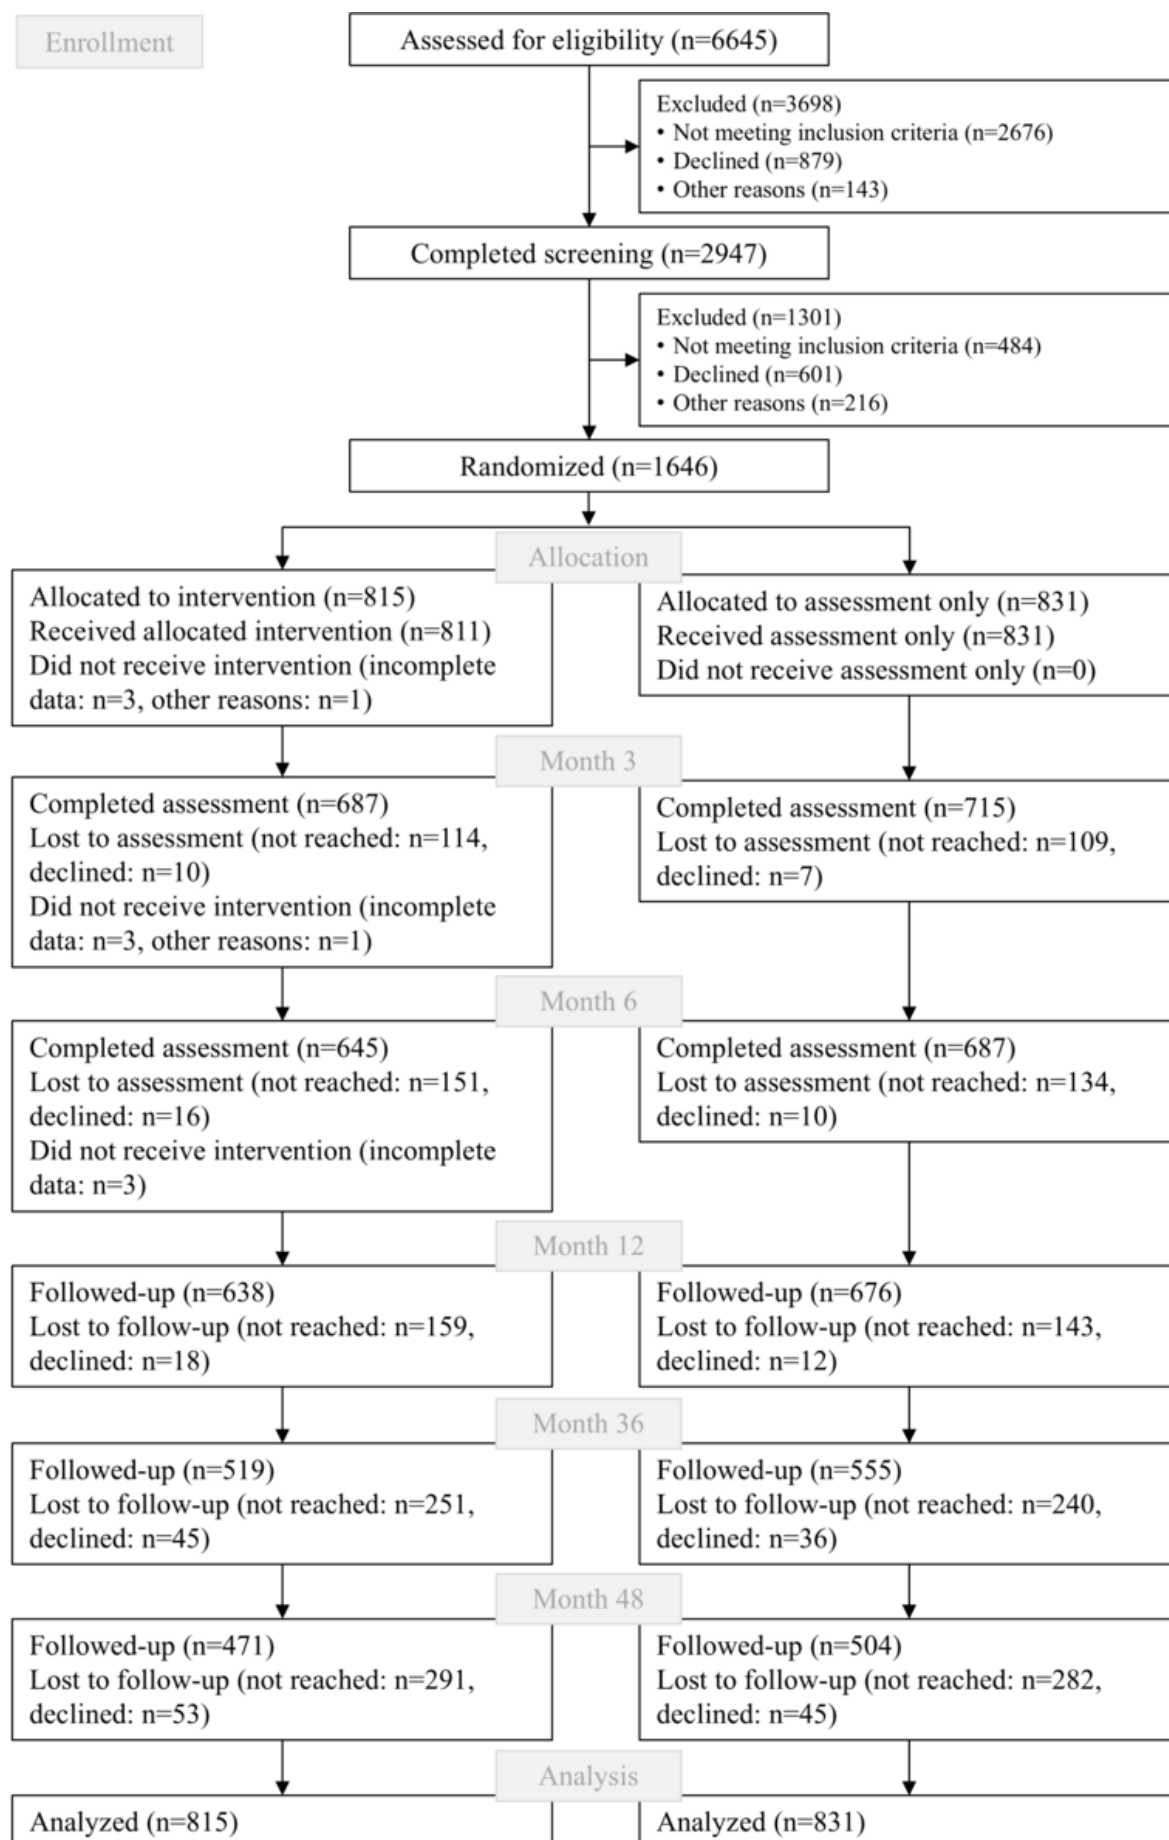 Enrollment
Assessed for eligibility (n=6645)
Excluded (n=3698)
• Not meeting inclusion criteria (n=2676)
• Declined (n=879)
• Other reasons (n=143)
Completed screening (n=2947)
Excluded (n=1301)
• Not meeting inclusion criteria (n=484)
• Declined (n=601)
• Other reasons (n=216)
Randomized (n=1646)
Allocation
Allocated to intervention (n=815)
Received allocated intervention (n=811)
Did not receive intervention (incomplete
data: n=3, other reasons: n=1)
Allocated to assessment only (n=831)
Received assessment only (n=831)
Did not receive assessment only (n=0)
Month 3
Completed assessment (n=687)
Lost to assessment (not reached: n=114,
declined: n=10)
Did not receive intervention (incomplete
data: n=3, other reasons: n=1)
Completed assessment (n=715)
Lost to assessment (not reached: n=109,
declined: n=7)
Month 6
Completed assessment (n=645)
Lost to assessment (not reached: n=151,
declined: n=16)
Did not receive intervention (incomplete
data: n=3)
Completed assessment (n=687)
Lost to assessment (not reached: n=134,
declined: n=10)
Month 12
Followed-up (n=638)
Lost to follow-up (not reached: n=159,
declined: n=18)
Followed-up (n=676)
Lost to follow-up (not reached: n=143,
declined: n=12)
Month 36
Followed-up (n=519)
Lost to follow-up (not reached: n=251,
declined: n=45)
Followed-up (n=555)
Lost to follow-up (not reached: n=240,
declined: n=36)
Month 48
Followed-up (n=471)
Lost to follow-up (not reached: n=291,
declined: n=53)
Followed-up (n=504)
Lost to follow-up (not reached: n=282,
declined: n=45)
Analysis
Analyzed (n=815)
Analyzed (n=831)